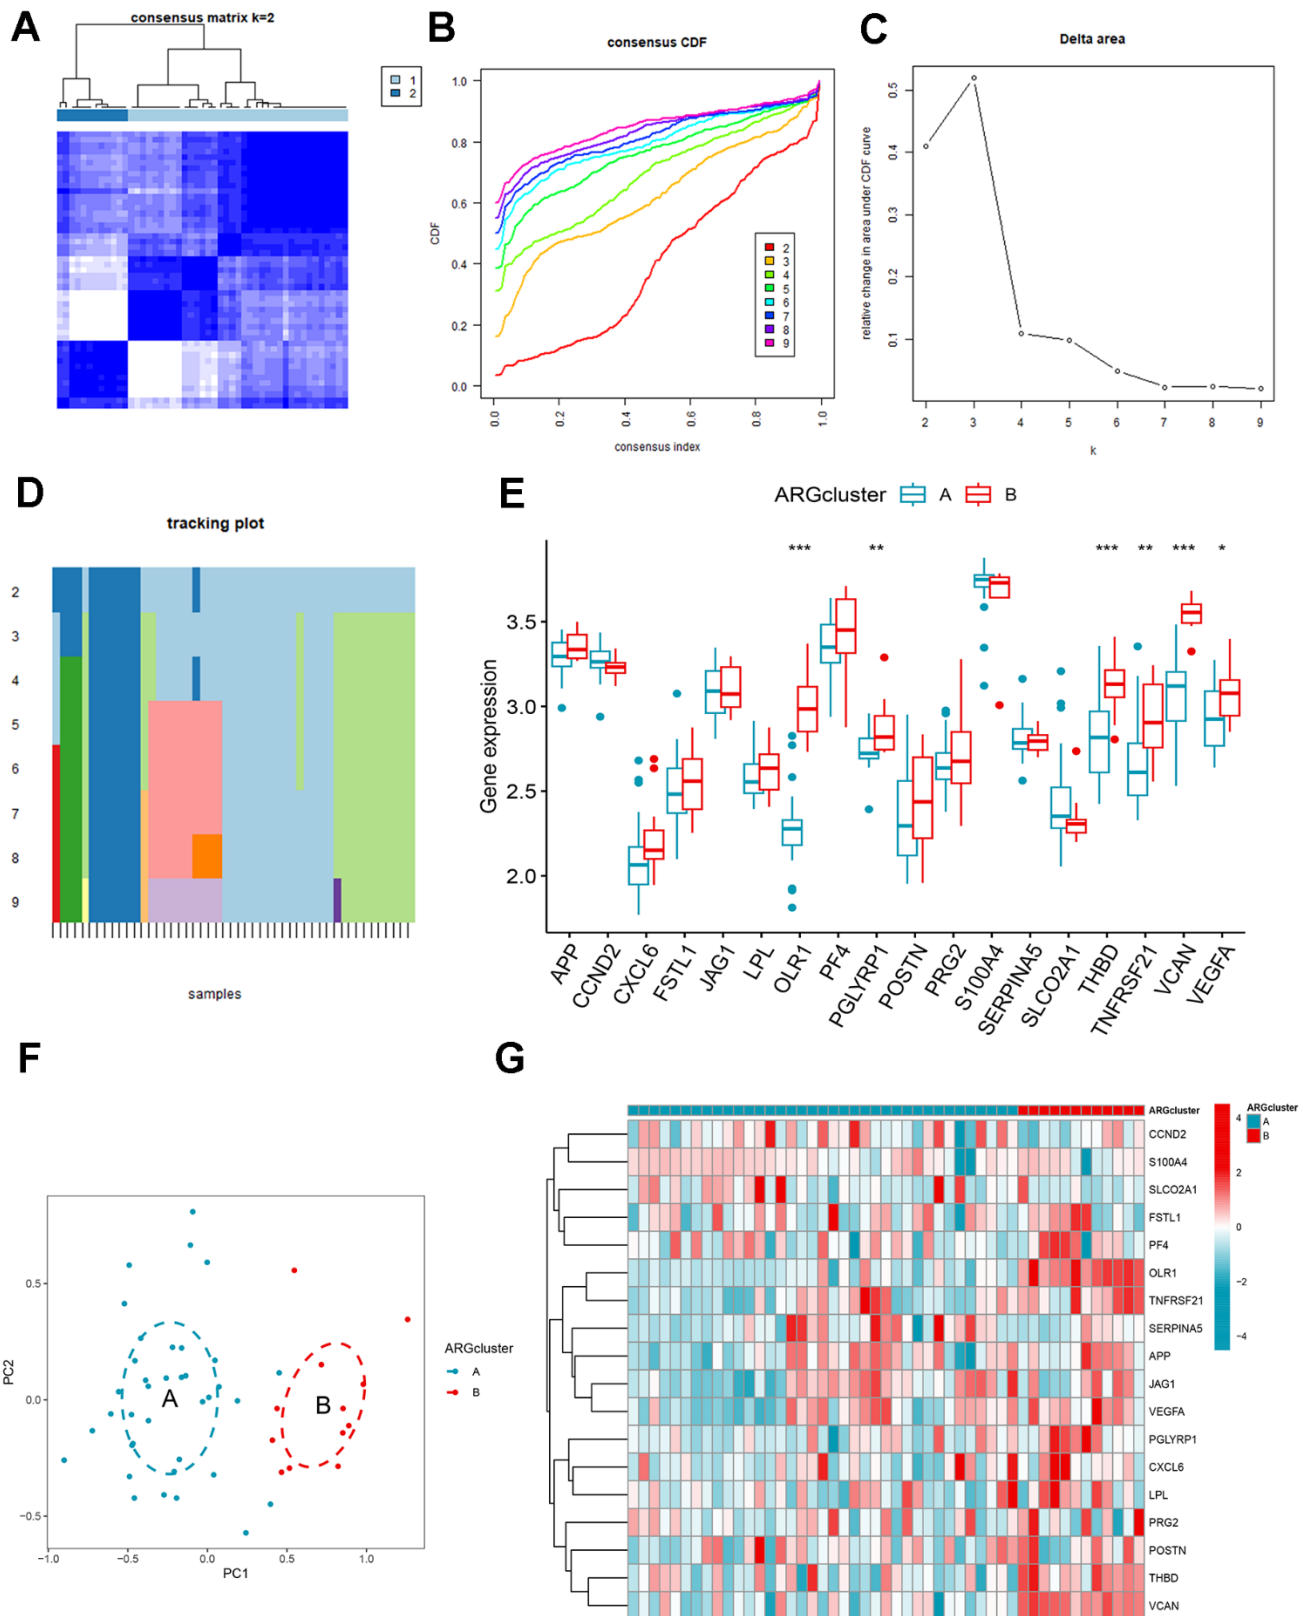 A
consensus matrix k=2
1
2
B
consensus CDF
CDF
1.0
0.8
0.6
0.4
0.2
0.0
2
3
4
5
6
7
8
9
0.0
0.2
0.4
0.6
0.8
1.0
consensus index
C
Delta area
relative change in area under CDF curve
0.5
0.4
0.3
0.2
0.1
2 3 4 5 6 7 8 9
k
D
tracking plot
2
3
4
5
6
7
8
9
samples
E
ARGcluster A B
*** ** *** ** *** *
Gene expression
3.5
3.0
2.5
2.0
APP
CCND2
CXCL6
FSTL1
JAG1
LPL
OLR1
PF4
PGLYRP1
POSTN
PRG2
S100A4
SERPINA5
SLCO2A1
THBD
TNFRSF21
VCAN
VEGFA
F
PC2
0.5
0.0
−0.5
A
B
−1.0 −0.5 0.0 0.5 1.0
PC1
ARGcluster
A
B
G
ARGcluster
CCND2
S100A4
SLCO2A1
FSTL1
PF4
OLR1
TNFRSF21
SERPINA5
APP
JAG1
VEGFA
PGLYRP1
CXCL6
LPL
PRG2
POSTN
THBD
VCAN
4
2
0
−2
−4
ARGcluster
A
B